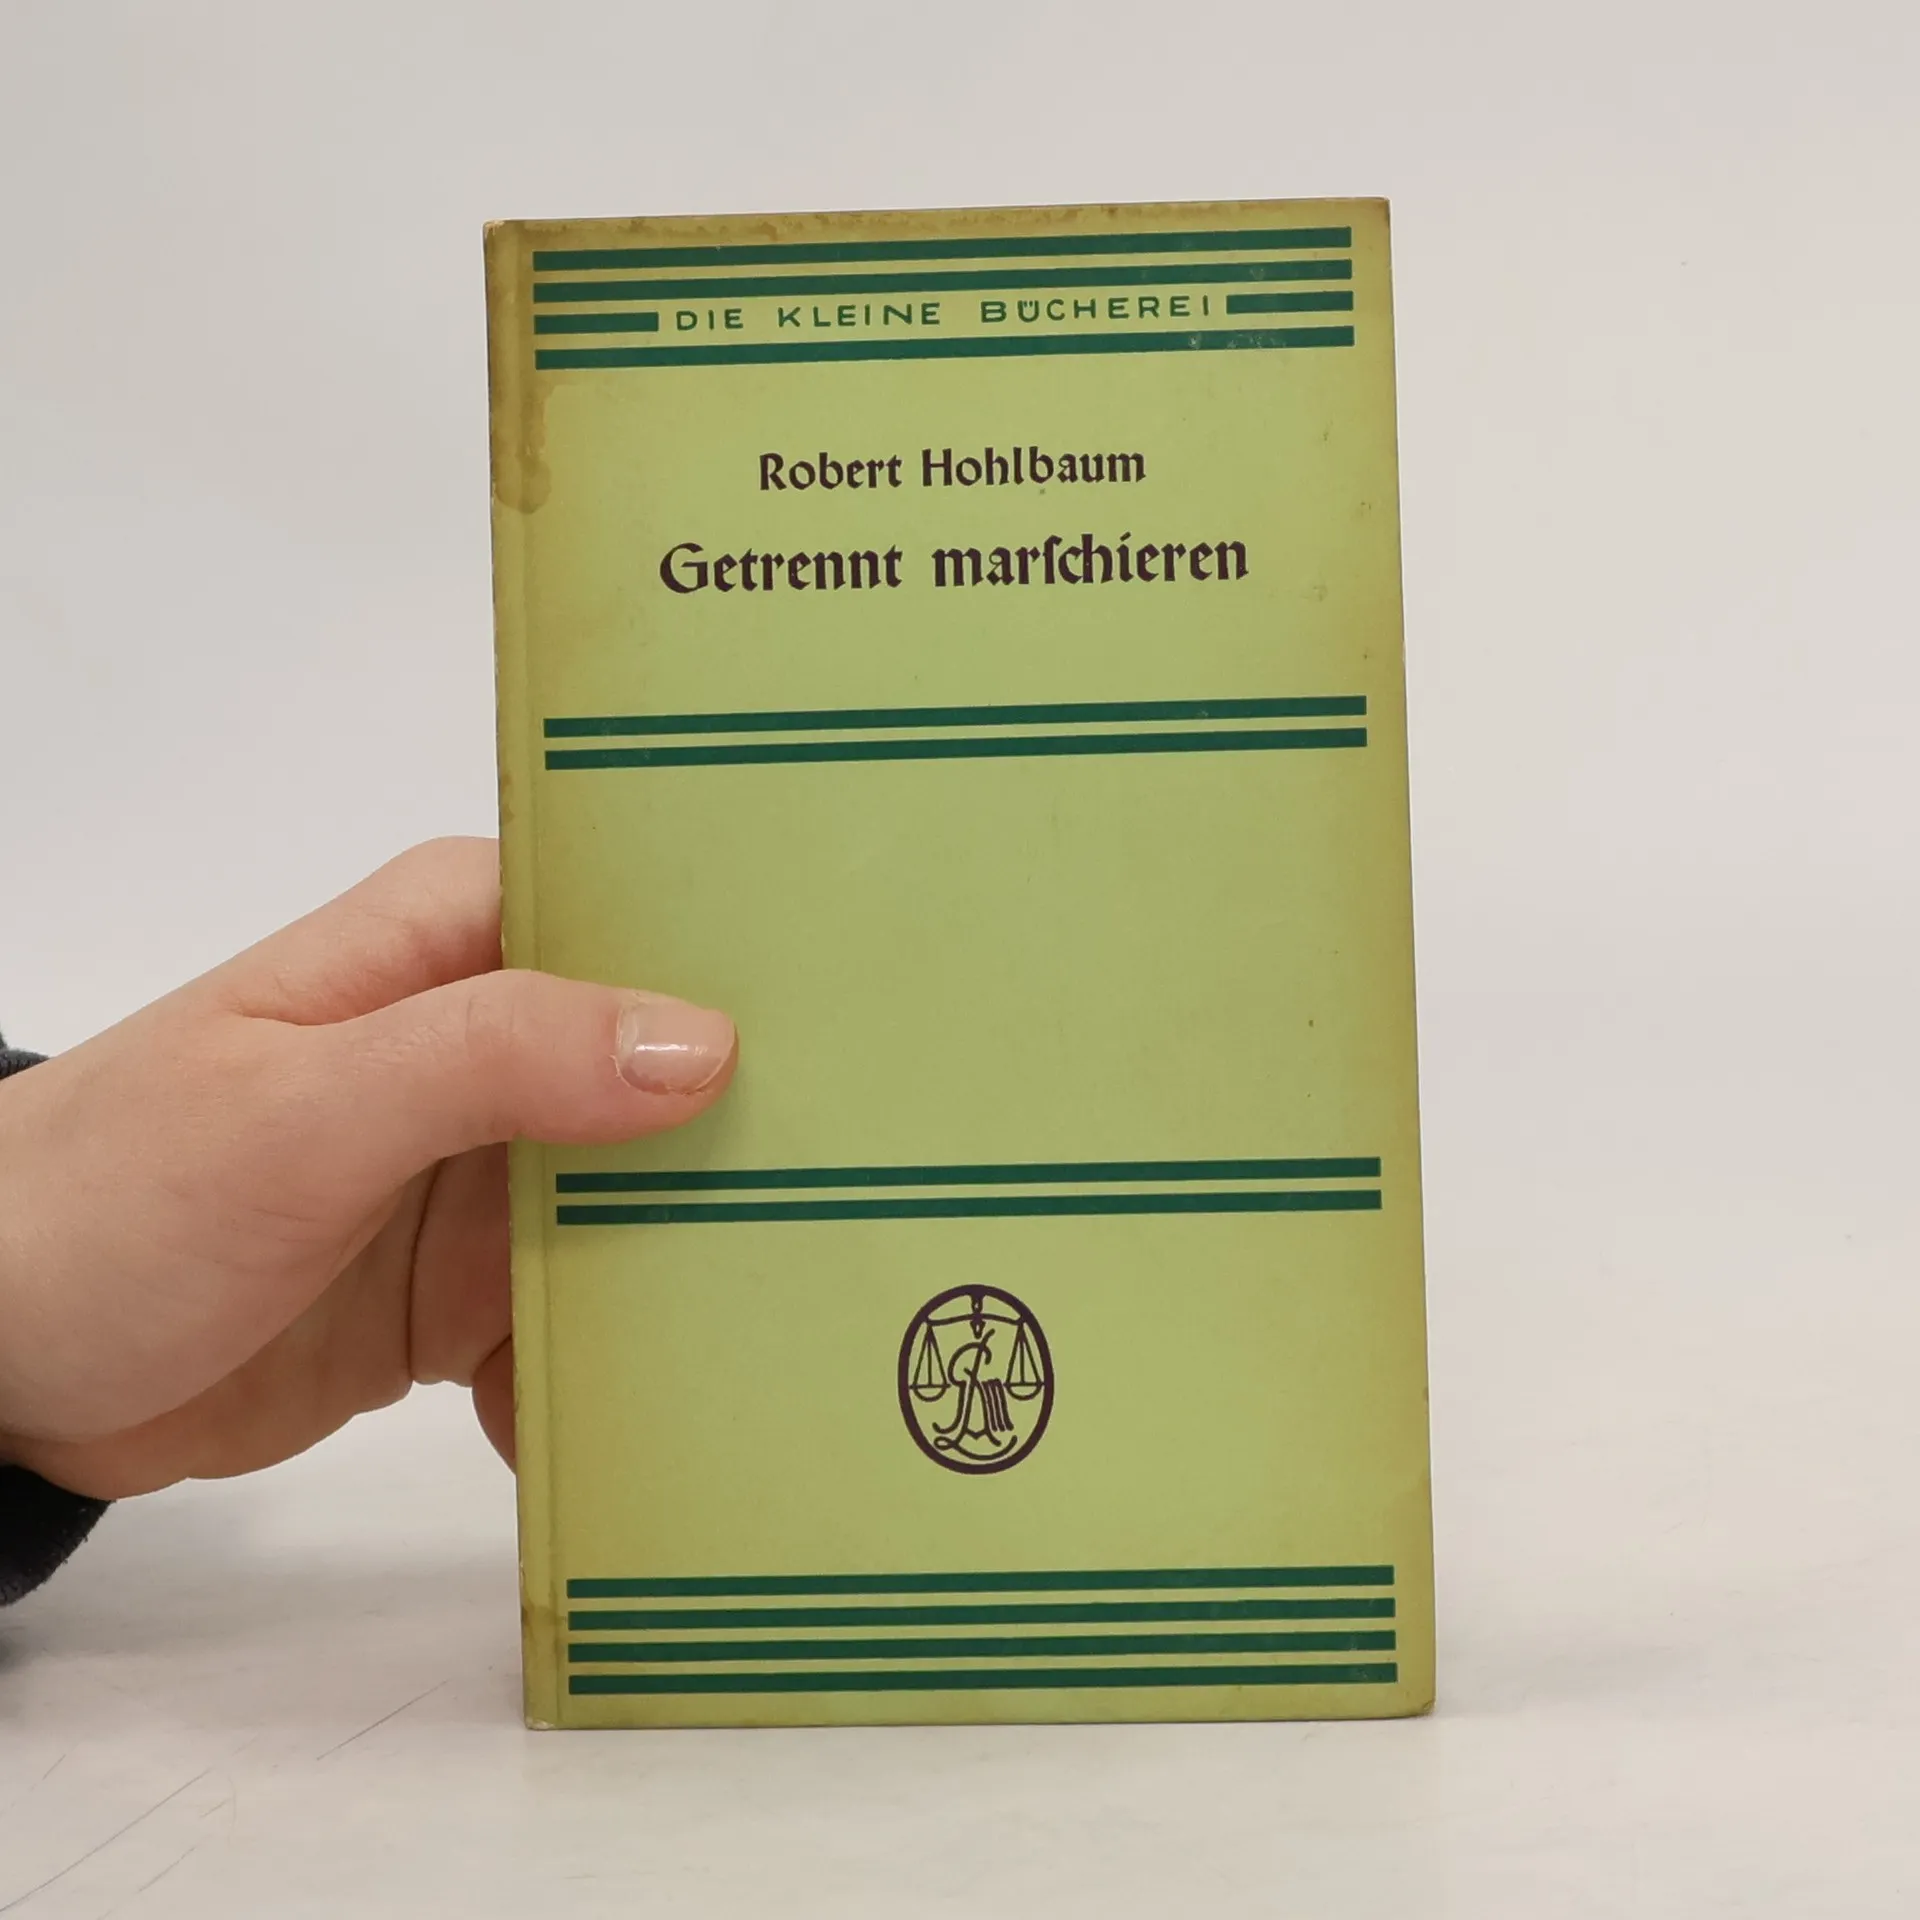 DIE KLEINE BÜCHEREI
Robert Hohlbaum
Getrennt marſchieren